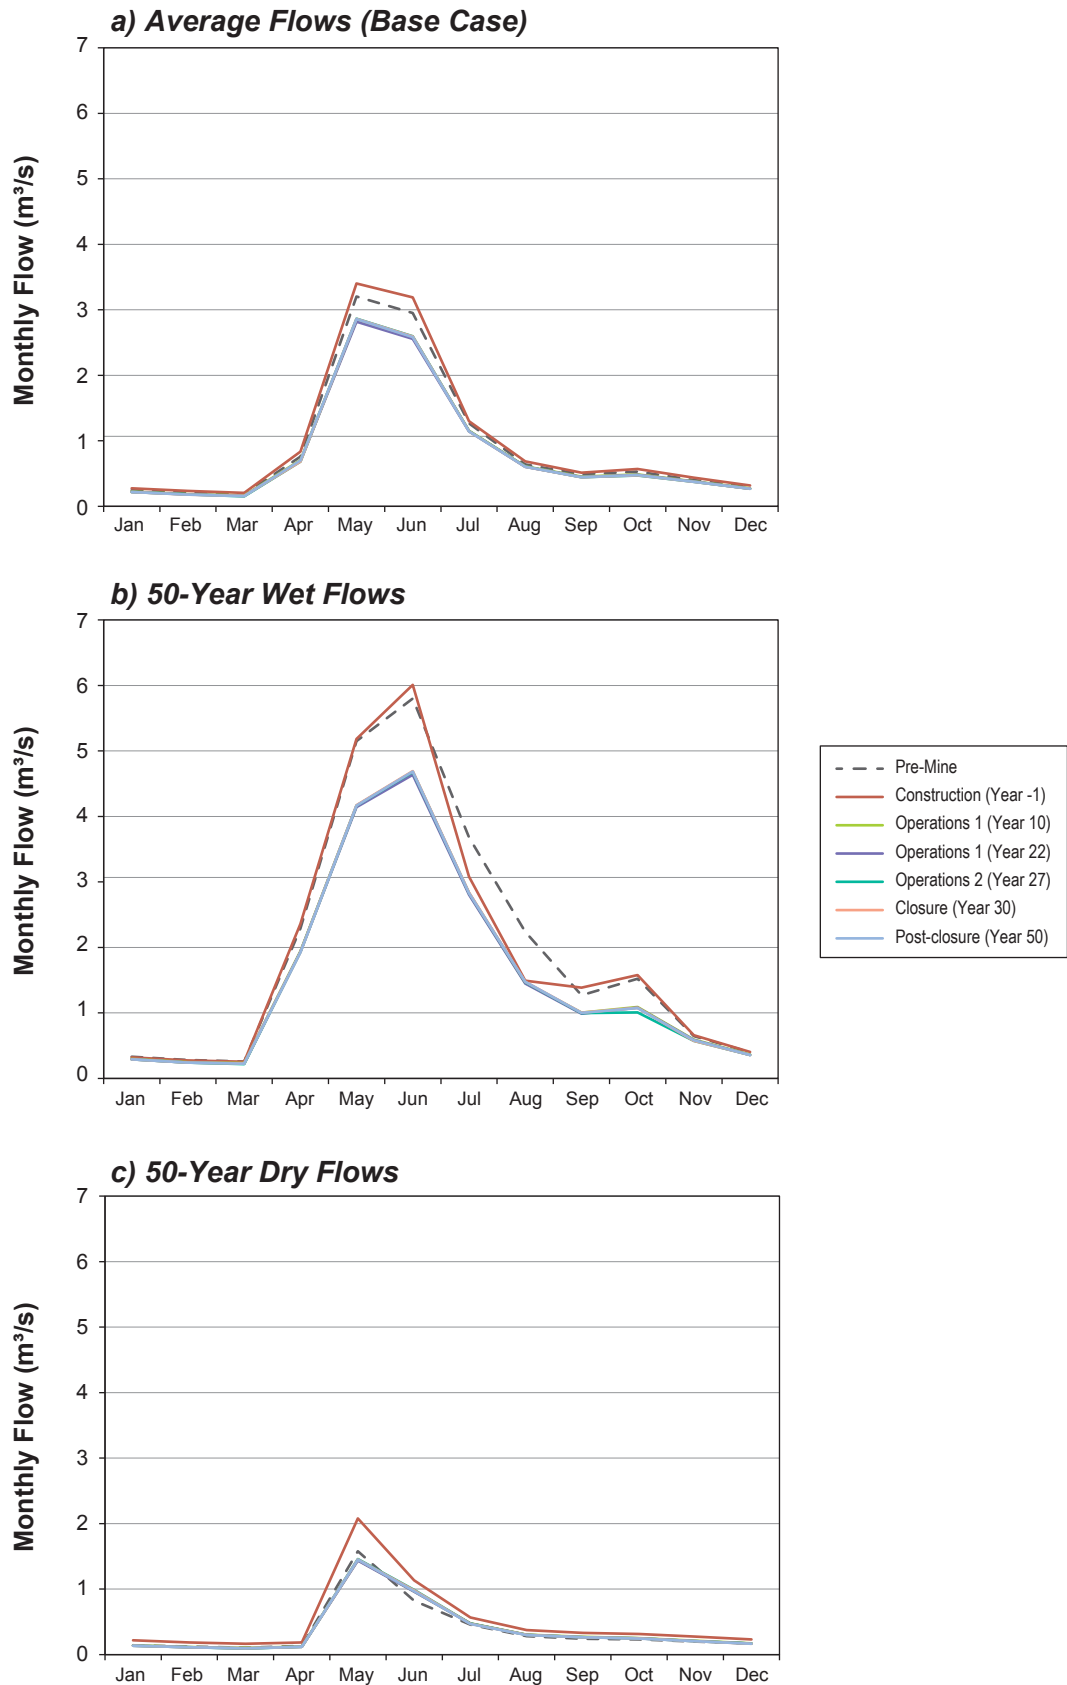 a) Average Flows (Base Case)
7
6
5
4
3
2
1
0
Monthly Flow (m³/s)
Jan Feb Mar Apr May Jun Jul Aug Sep Oct Nov Dec
b) 50-Year Wet Flows
7
6
5
4
3
2
1
0
Monthly Flow (m³/s)
Jan Feb Mar Apr May Jun Jul Aug Sep Oct Nov Dec
Pre-Mine
Construction (Year -1)
Operations 1 (Year 10)
Operations 1 (Year 22)
Operations 2 (Year 27)
Closure (Year 30)
Post-closure (Year 50)
c) 50-Year Dry Flows
7
6
5
4
3
2
1
0
Monthly Flow (m³/s)
Jan Feb Mar Apr May Jun Jul Aug Sep Oct Nov Dec